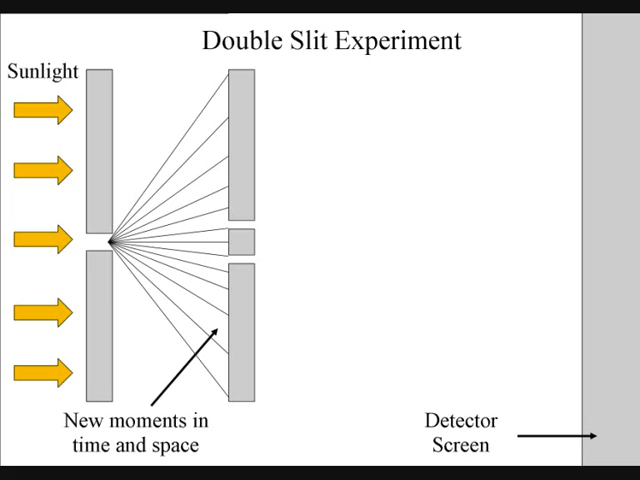 Double Slit Experiment
Sunlight
New moments in
time and space
Detector
Screen